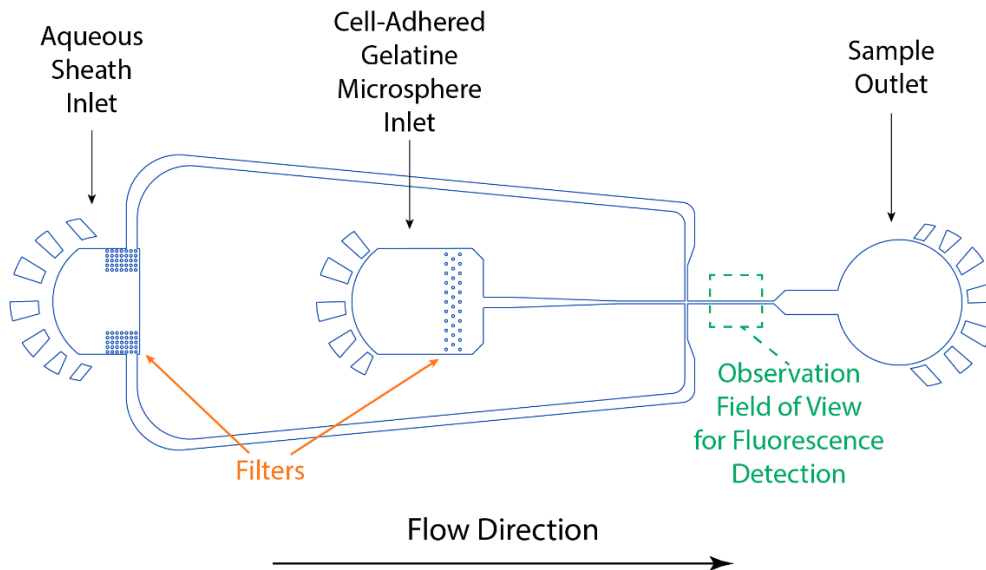 Aqueous
Sheath
Inlet
Cell-Adhered
Gelatine
Microsphere
Inlet
Sample
Outlet
Filters
Observation
Field of View
for Fluorescence
Detection
Flow Direction